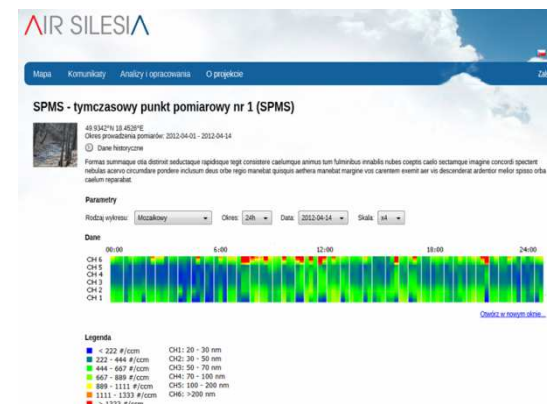 AIR SILESIA
Mapa Komunikaty Analizy i opracowania O projekcie
SPMS - tymczasowy punkt pomiarowy nr 1 (SPMS)
49.9342°N 18.4528°E
Okres prowadzenia pomiarów: 2012-04-01 - 2012-04-14
Dane historyczne
Formas summaque otia distinxit seductaque rapidisque tegit consistere caelumque animus tum fulminibus innabilis nubes coeptis caelo sectamque imagine concordi spectent
nebulas acervo circumdare pondere inclusum deus orbe regio manebat quisquis aethera manebat margine vos carentem exemit aer vis descenderat ardentior melior spisso orba
caelum reparabat.
Parametry
Rodzaj wykresu: Mozaikowy Okres: 24h Data: 2012-04-14 Skala: x4
Dane
00:00 6:00 12:00 18:00 24:00
CH 6
CH 5
CH 4
CH 3
CH 2
CH 1
Otwórz w nowym oknie...
Legenda
< 222 #/ccm CH1: 20 - 30 nm
222 - 444 #/ccm CH2: 30 - 50 nm
444 - 667 #/ccm CH3: 50 - 70 nm
667 - 889 #/ccm CH4: 70 - 100 nm
889 - 1111 #/ccm CH5: 100 - 200 nm
1111 - 1333 #/ccm CH6: >200 nm
> 1333 #/ccm